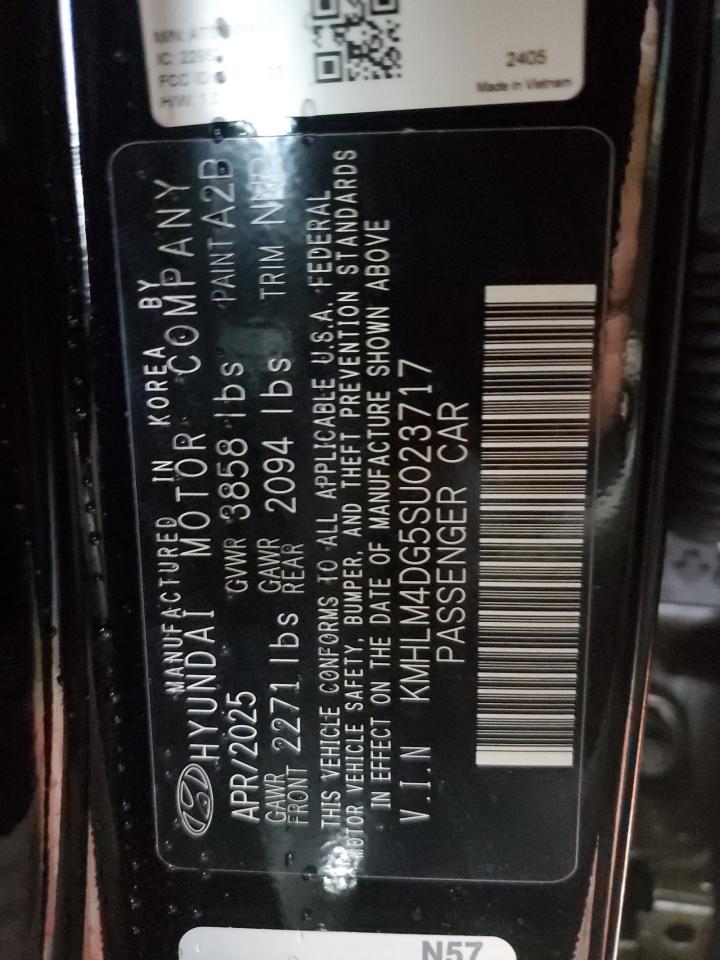 2405
Made in Vietnam
MANUFACTURED IN KOREA BY
HYUNDAI MOTOR COMPANY
APR/2025 GVWR 3858 lbs PAINT A2B
GAWR FRONT 2271 lbs GAWR REAR 2094 lbs TRIM
THIS VEHICLE CONFORMS TO ALL APPLICABLE U.S.A. FEDERAL
MOTOR VEHICLE SAFETY, BUMPER, AND THEFT PREVENTION STANDARDS
IN EFFECT ON THE DATE OF MANUFACTURE SHOWN ABOVE
V.I.N KMHLM4DG5SU023717
PASSENGER CAR
N57